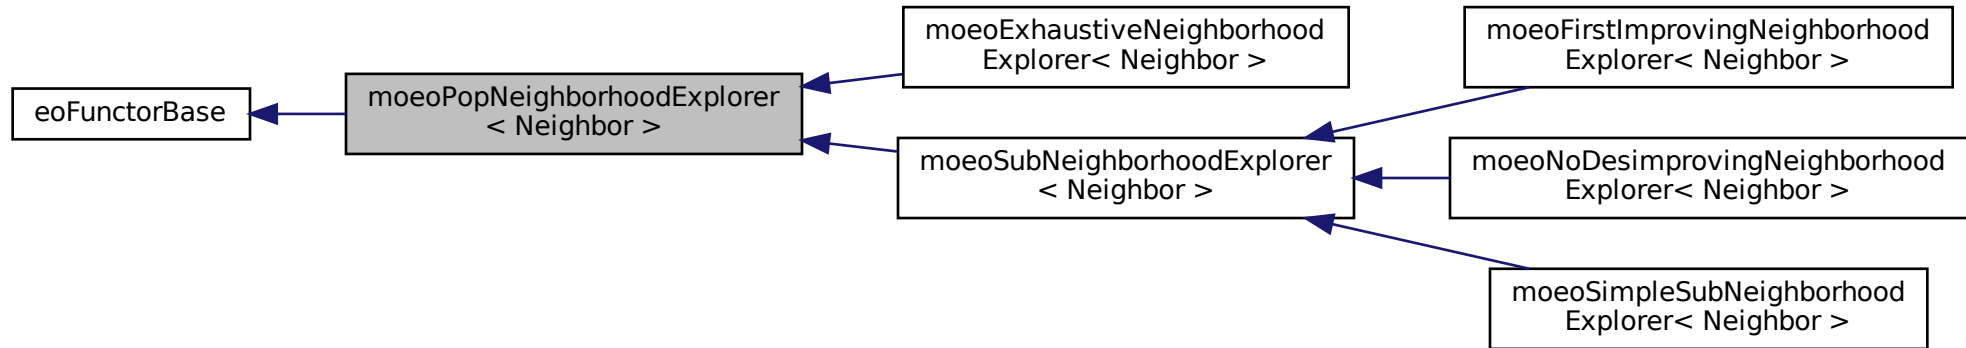 eoFunctorBase
moeoPopNeighborhoodExplorer
< Neighbor >
moeoExhaustiveNeighborhood
Explorer< Neighbor >
moeoSubNeighborhoodExplorer
< Neighbor >
moeoFirstImprovingNeighborhood
Explorer< Neighbor >
moeoNoDesimprovingNeighborhood
Explorer< Neighbor >
moeoSimpleSubNeighborhood
Explorer< Neighbor >